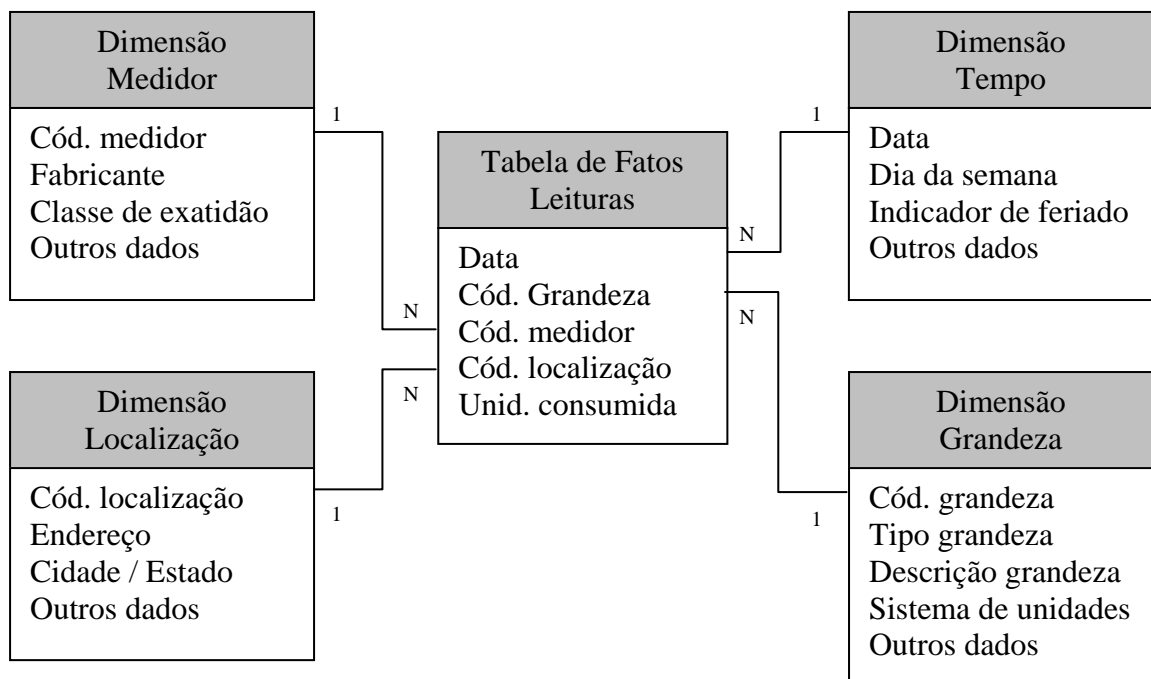 Dimensão
Medidor
Cód. medidor
Fabricante
Classe de exatidão
Outros dados
1
N
Dimensão
Localização
Cód. localização
Endereço
Cidade / Estado
Outros dados
1
N
Tabela de Fatos
Leituras
Data
Cód. Grandeza
Cód. medidor
Cód. localização
Unid. consumida
Dimensão
Tempo
Data
Dia da semana
Indicador de feriado
Outros dados
1
N
Dimensão
Grandeza
Cód. grandeza
Tipo grandeza
Descrição grandeza
Sistema de unidades
Outros dados
N
1